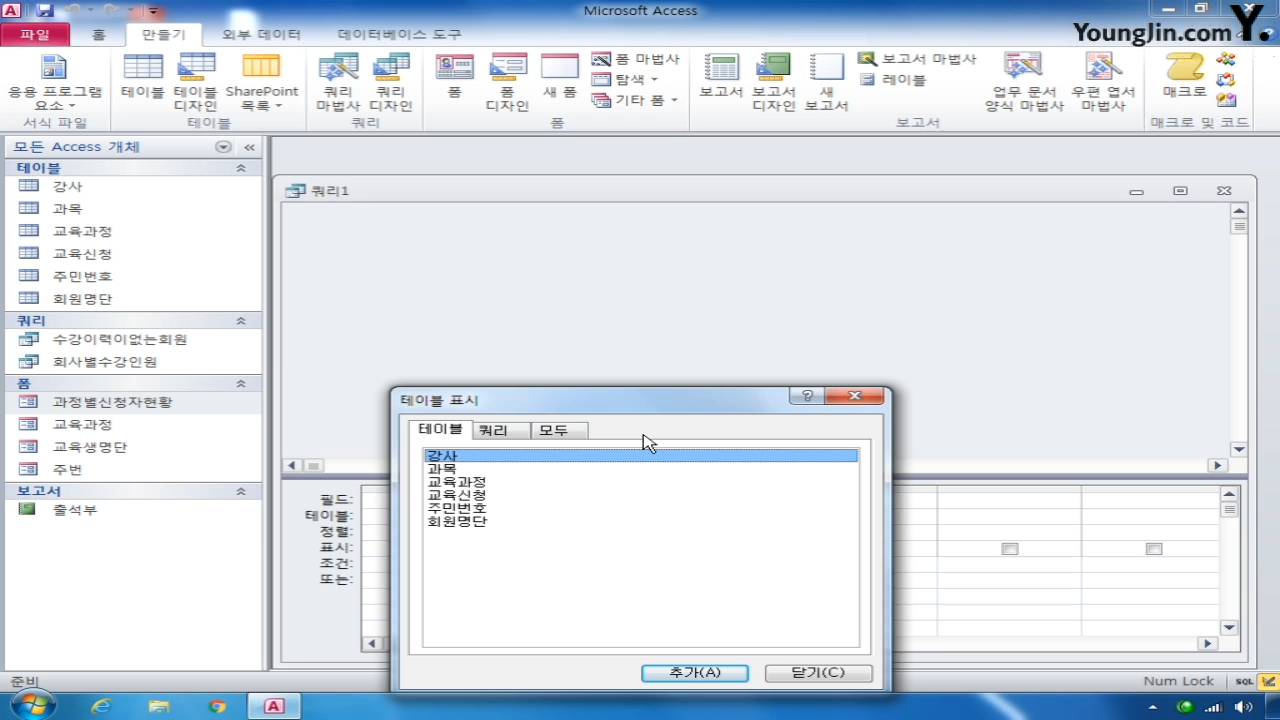 Microsoft Access
YoungJin.com Y.
파일 홈 만들기 외부 데이터 데이터베이스 도구
응용 프로그램 요소
테이블
테이블 디자인
SharePoint 목록
쿼리 마법사
쿼리 디자인
폼
폼 디자인
새 폼
폼 마법사
탐색
기타 폼
보고서
보고서 디자인
새 보고서
보고서 마법사
레이블
업무 문서 양식 마법사
우편 엽서 마법사
매크로
서식 파일 테이블 쿼리 폼 보고서 매크로 및 코드
모든 Access 개체
테이블
강사
과목
교육과정
교육신청
주민번호
회원명단
쿼리
수강이력이없는회원
회사별수강인원
폼
과정별신청자현황
교육과정
교육생명단
주번
보고서
출석부
쿼리1
필드:
테이블:
정렬:
표시:
조건:
또는:
테이블 표시
테이블 쿼리 모두
강사
과목
교육과정
교육신청
주민번호
회원명단
추가(A) 닫기(C)
준비 Num Lock SQL